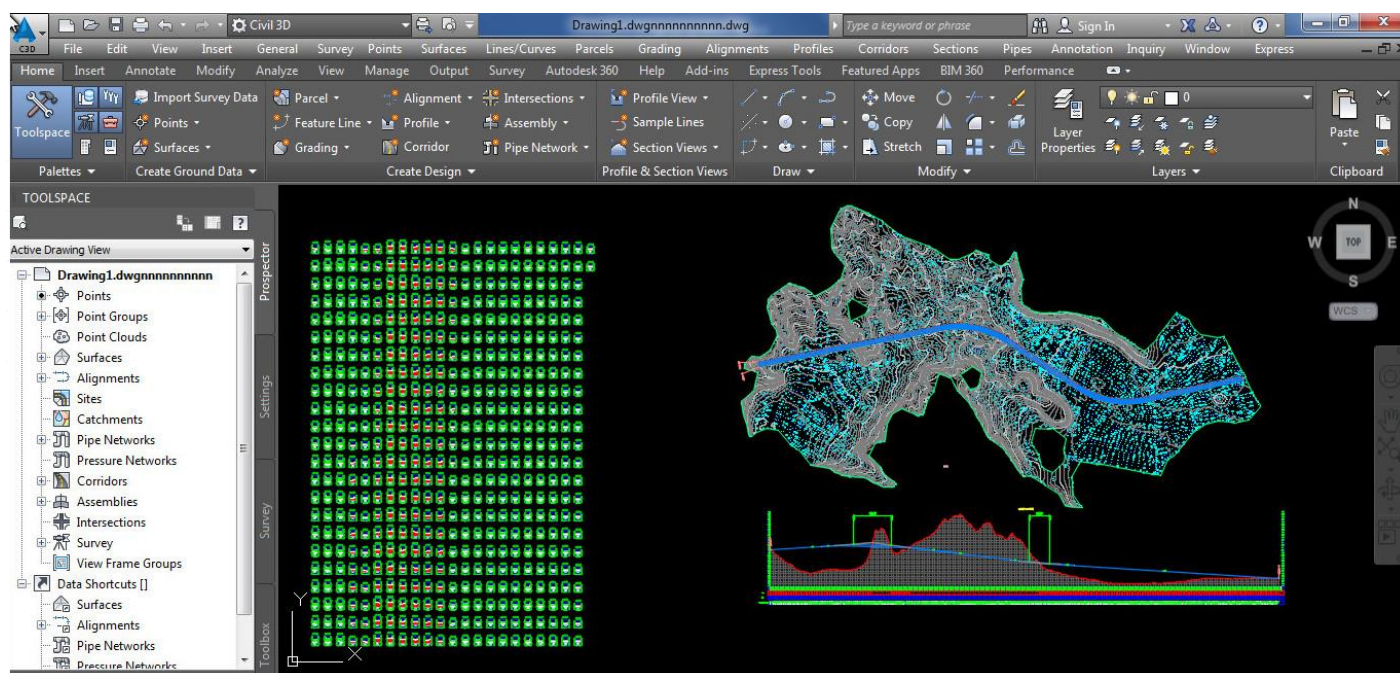 Civil 3D Drawing1.dwgnnnnnnnnnn.dwg Type a keyword or phrase Sign In
C3D File Edit View Insert General Survey Points Surfaces Lines/Curves Parcels Grading Alignments Profiles Corridors Sections Pipes Annotation Inquiry Window Express
Home Insert Annotate Modify Analyze View Manage Output Survey Autodesk 360 Help Add-ins Express Tools Featured Apps BIM 360 Performance
Import Survey Data Parcel Alignment Intersections Profile View Move 0
Toolspace Points Feature Line Profile Assembly Sample Lines Copy Layer Paste
Surfaces Grading Corridor Pipe Network Section Views Stretch Properties
Palettes Create Ground Data Create Design Profile & Section Views Draw Modify Layers Clipboard
TOOLSPACE
Active Drawing View
Drawing1.dwgnnnnnnnnnn
Points
Point Groups
Point Clouds
Surfaces
Alignments
Sites
Catchments
Pipe Networks
Pressure Networks
Corridors
Assemblies
Intersections
Survey
View Frame Groups
Data Shortcuts []
Surfaces
Alignments
Pipe Networks
Pressure Networks
Prospector
Settings
Survey
Toolbox
Y
X
N
W TOP E
S
WCS